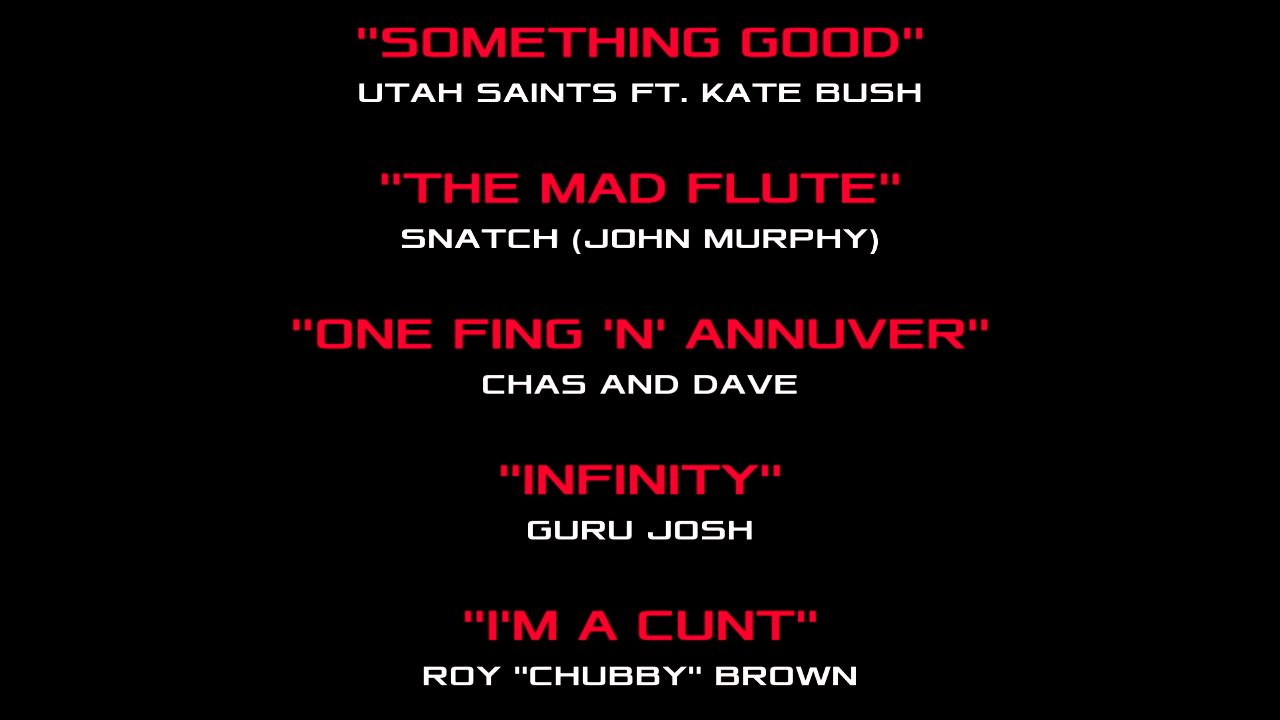 "SOMETHING GOOD"
UTAH SAINTS FT. KATE BUSH
"THE MAD FLUTE"
SNATCH (JOHN MURPHY)
"ONE FING 'N' ANNUVER"
CHAS AND DAVE
"INFINITY"
GURU JOSH
"I'M A CUNT"
ROY "CHUBBY" BROWN